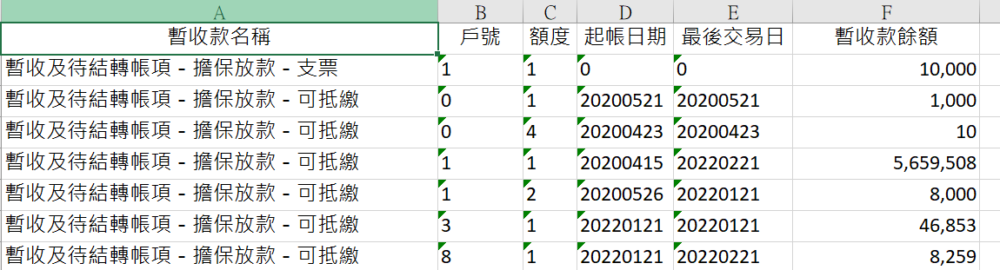 A B C D E F
暫收款名稱 戶號 額度 起帳日期 最後交易日 暫收款餘額
暫收及待結轉帳項－擔保放款－支票 1 1 0 0 10,000
暫收及待結轉帳項－擔保放款－可抵繳 0 1 20200521 20200521 1,000
暫收及待結轉帳項－擔保放款－可抵繳 0 4 20200423 20200423 10
暫收及待結轉帳項－擔保放款－可抵繳 1 1 20200415 20220221 5,659,508
暫收及待結轉帳項－擔保放款－可抵繳 1 2 20200526 20220121 8,000
暫收及待結轉帳項－擔保放款－可抵繳 3 1 20220121 20220121 46,853
暫收及待結轉帳項－擔保放款－可抵繳 8 1 20220121 20220221 8,259